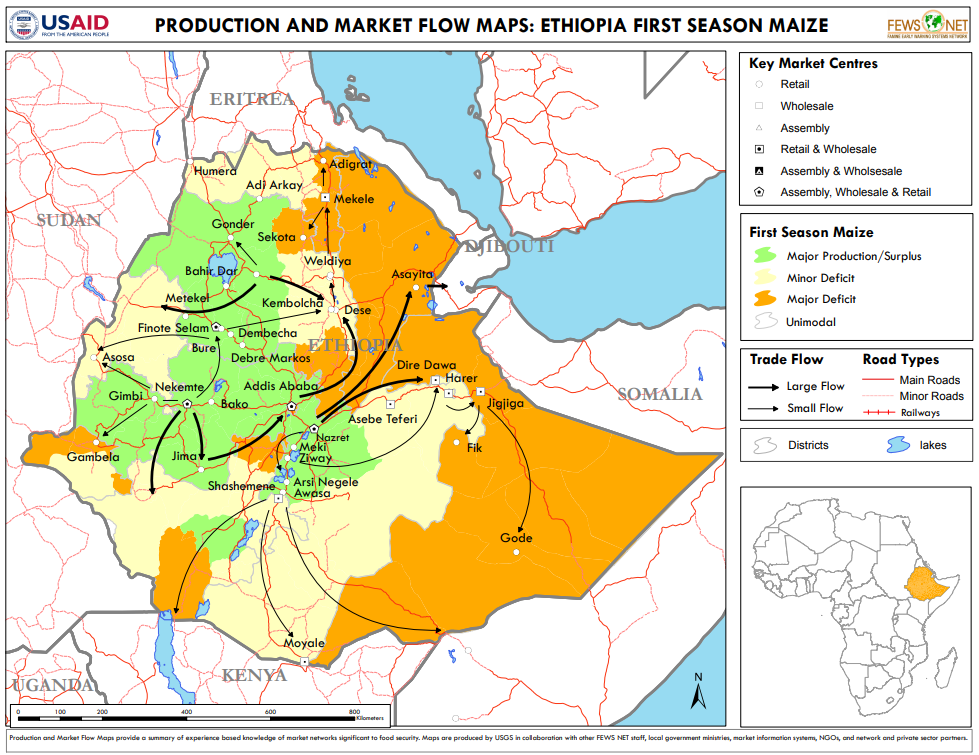 USAID
FROM THE AMERICAN PEOPLE
PRODUCTION AND MARKET FLOW MAPS: ETHIOPIA FIRST SEASON MAIZE
FEWS NET
FAMINE EARLY WARNING SYSTEMS NETWORK
ERITREA
SUDAN
DJIBOUTI
ETHIOPIA
SOMALIA
KENYA
UGANDA
Humera
Adigrat
Adi Arkay
Mekele
Gonder
Sekota
Weldiya
Bahir Dar
Asayita
Metekel
Kembolcha
Dese
Finote Selam
Dembecha
Bure
Debre Markos
Asosa
Dire Dawa
Nekemte
Addis Ababa
Harer
Gimbi
Bako
Jigjiga
Asebe Teferi
Nazret
Meki
Fik
Gambela
Jima
Ziway
Shashemene
Arsi Negele
Awasa
Gode
Moyale
N
0 100 200 400 600 800
Kilometers
Key Market Centres
Retail
Wholesale
Assembly
Retail & Wholesale
Assembly & Wholsesale
Assembly, Wholesale & Retail
First Season Maize
Major Production/Surplus
Minor Deficit
Major Deficit
Unimodal
Trade Flow
Road Types
Large Flow
Main Roads
Minor Roads
Small Flow
Railways
Districts
lakes
Production and Market Flow Maps provide a summary of experience based knowledge of market networks significant to food security. Maps are produced by USGS in collaboration with other FEWS NET staff, local government ministries, market information systems, NGOs, and network and private sector partners.